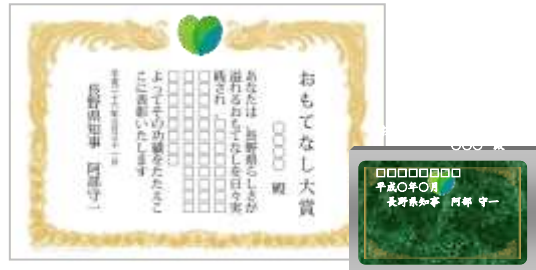 おもてなし大賞
○○○○ 殿
あなたは 長野県らしさが
溢れるおもてなしを日々実
践され
よってその功績をたたえこ
こに表彰いたします
長野県知事 阿部守一
○○○ 殿
□□□□□□□□
平成○年○月
長野県知事 阿部 守一